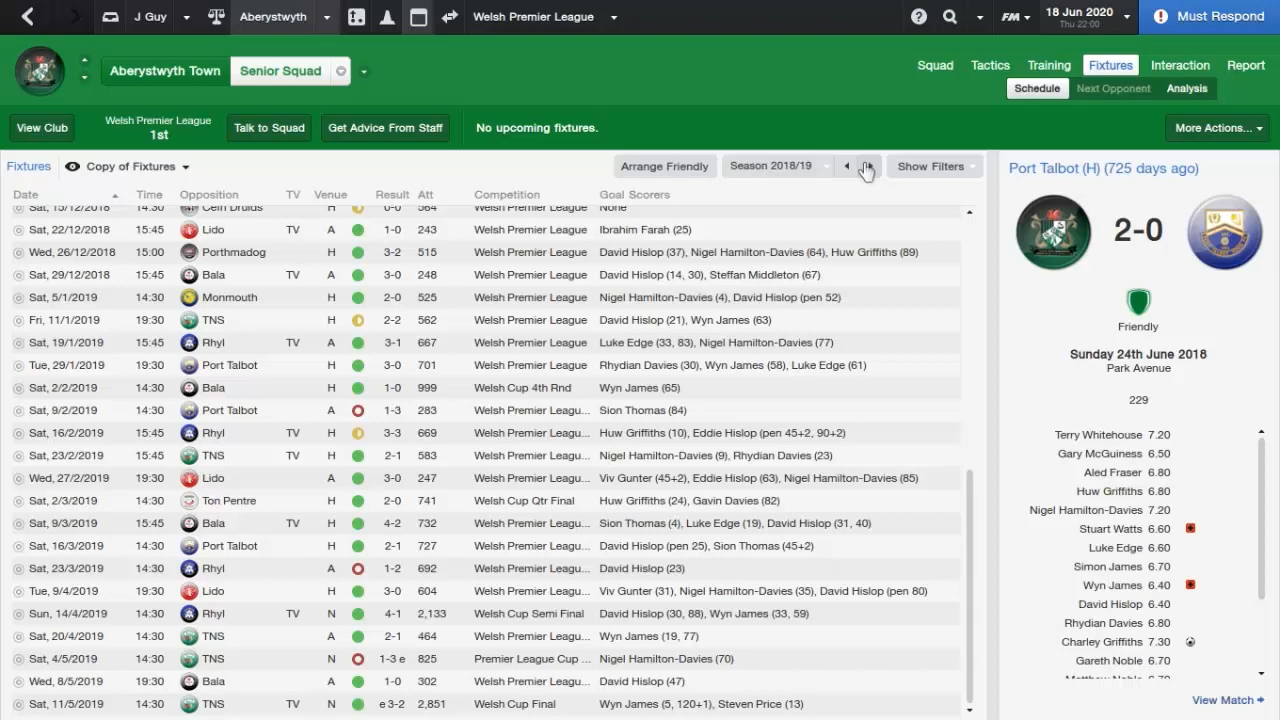 J Guy Aberystwyth Welsh Premier League FM 18 Jun 2020 Thu 22:00 Must Respond
Aberystwyth Town Senior Squad
Squad Tactics Training Fixtures Interaction Report
Schedule Next Opponent Analysis
View Club Welsh Premier League 1st Talk to Squad Get Advice From Staff No upcoming fixtures. More Actions...
Fixtures Copy of Fixtures Arrange Friendly Season 2018/19 Show Filters
Date Time Opposition TV Venue Result Att Competition Goal Scorers
Sat, 15/12/2018 14:30 Cefn Druids H 0-0 564 Welsh Premier League None
Sat, 22/12/2018 15:45 Lido TV A 1-0 243 Welsh Premier League Ibrahim Farah (25)
Wed, 26/12/2018 15:00 Porthmadog H 3-2 515 Welsh Premier League David Hislop (37), Nigel Hamilton-Davies (64), Huw Griffiths (89)
Sat, 29/12/2018 15:45 Bala TV A 3-0 248 Welsh Premier League David Hislop (14, 30), Steffan Middleton (67)
Sat, 5/1/2019 14:30 Monmouth H 2-0 525 Welsh Premier League Nigel Hamilton-Davies (4), David Hislop (pen 52)
Fri, 11/1/2019 19:30 TNS H 2-2 562 Welsh Premier League David Hislop (21), Wyn James (63)
Sat, 19/1/2019 15:45 Rhyl TV A 3-1 667 Welsh Premier League Luke Edge (33, 83), Nigel Hamilton-Davies (77)
Tue, 29/1/2019 19:30 Port Talbot H 3-0 701 Welsh Premier League Rhydian Davies (30), Wyn James (58), Luke Edge (61)
Sat, 2/2/2019 14:30 Bala H 1-0 999 Welsh Cup 4th Rnd Wyn James (65)
Sat, 9/2/2019 14:30 Port Talbot A 1-3 283 Welsh Premier Leagu... Sion Thomas (84)
Sat, 16/2/2019 15:45 Rhyl TV H 3-3 669 Welsh Premier Leagu... Huw Griffiths (10), Eddie Hislop (pen 45+2, 90+2)
Sat, 23/2/2019 15:45 TNS TV H 2-1 583 Welsh Premier Leagu... Nigel Hamilton-Davies (9), Rhydian Davies (23)
Wed, 27/2/2019 19:30 Lido A 3-0 247 Welsh Premier Leagu... Viv Gunter (45+2), Eddie Hislop (63), Nigel Hamilton-Davies (85)
Sat, 2/3/2019 14:30 Ton Pentre H 2-0 741 Welsh Cup Qtr Final Huw Griffiths (24), Gavin Davies (82)
Sat, 9/3/2019 15:45 Bala TV H 4-2 732 Welsh Premier Leagu... Sion Thomas (4), Luke Edge (19), David Hislop (31, 40)
Sat, 16/3/2019 14:30 Port Talbot H 2-1 727 Welsh Premier Leagu... David Hislop (pen 25), Sion Thomas (45+2)
Sat, 23/3/2019 14:30 Rhyl A 1-2 692 Welsh Premier Leagu... David Hislop (23)
Tue, 9/4/2019 19:30 Lido H 3-0 604 Welsh Premier Leagu... Viv Gunter (31), Nigel Hamilton-Davies (35), David Hislop (pen 80)
Sun, 14/4/2019 14:30 Rhyl TV N 4-1 2,133 Welsh Cup Semi Final David Hislop (30, 88), Wyn James (33, 59)
Sat, 20/4/2019 14:30 TNS A 2-1 464 Welsh Premier Leagu... Wyn James (19, 77)
Sat, 4/5/2019 14:30 TNS N 1-3 e 825 Premier League Cup ... Nigel Hamilton-Davies (70)
Wed, 8/5/2019 19:30 Bala A 1-0 302 Welsh Premier Leagu... David Hislop (47)
Sat, 11/5/2019 14:30 TNS TV N e 3-2 2,851 Welsh Cup Final Wyn James (5, 120+1), Steven Price (13)
Port Talbot (H) (725 days ago)
2-0
Friendly
Sunday 24th June 2018
Park Avenue
229
Terry Whitehouse 7.20
Gary McGuiness 6.50
Aled Fraser 6.80
Huw Griffiths 6.80
Nigel Hamilton-Davies 7.20
Stuart Watts 6.60
Luke Edge 6.60
Simon James 6.70
Wyn James 6.40
David Hislop 6.40
Rhydian Davies 6.80
Charley Griffiths 7.30
Gareth Noble 6.70
Matthew Noble 6.70
View Match